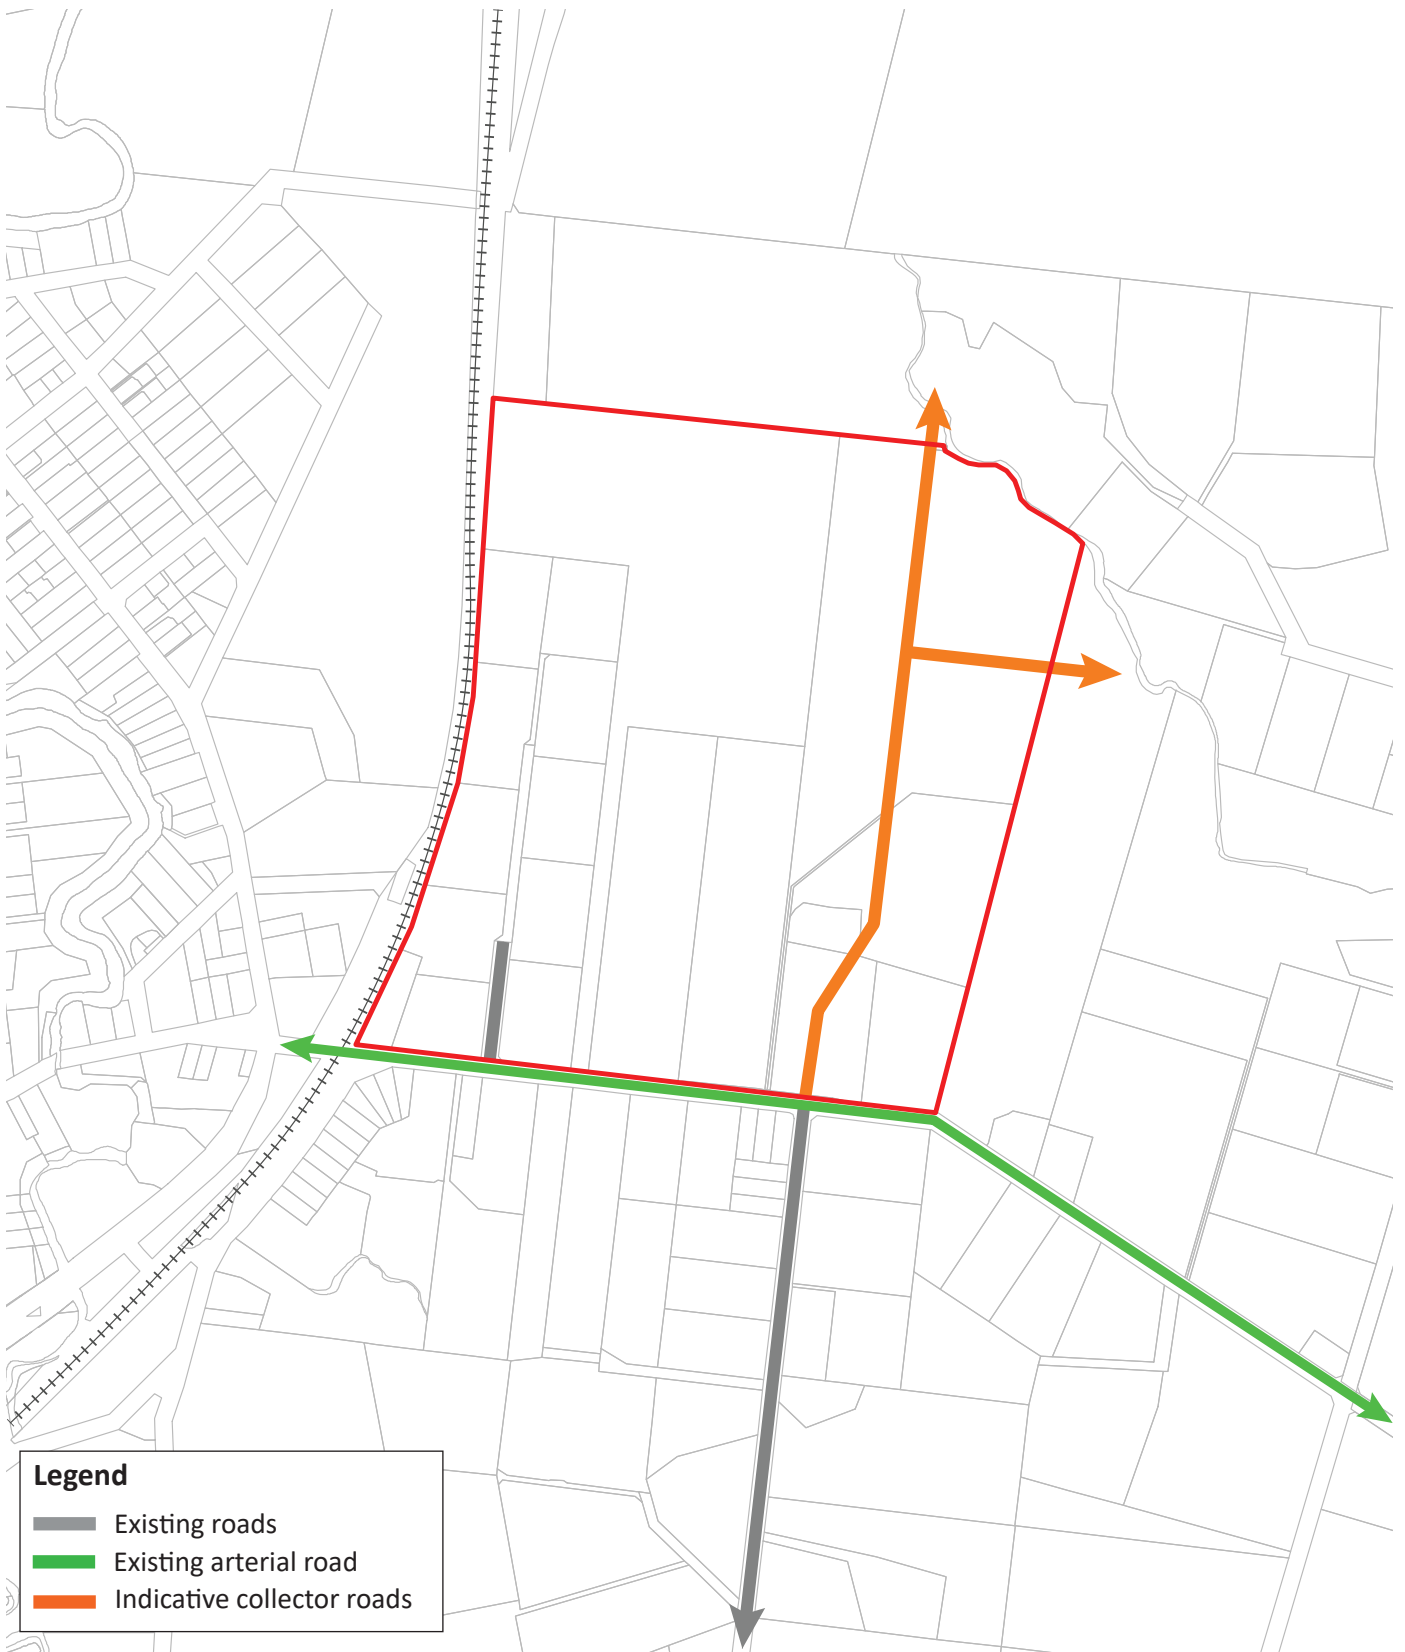 Legend
Existing roads
Existing arterial road
Indicative collector roads